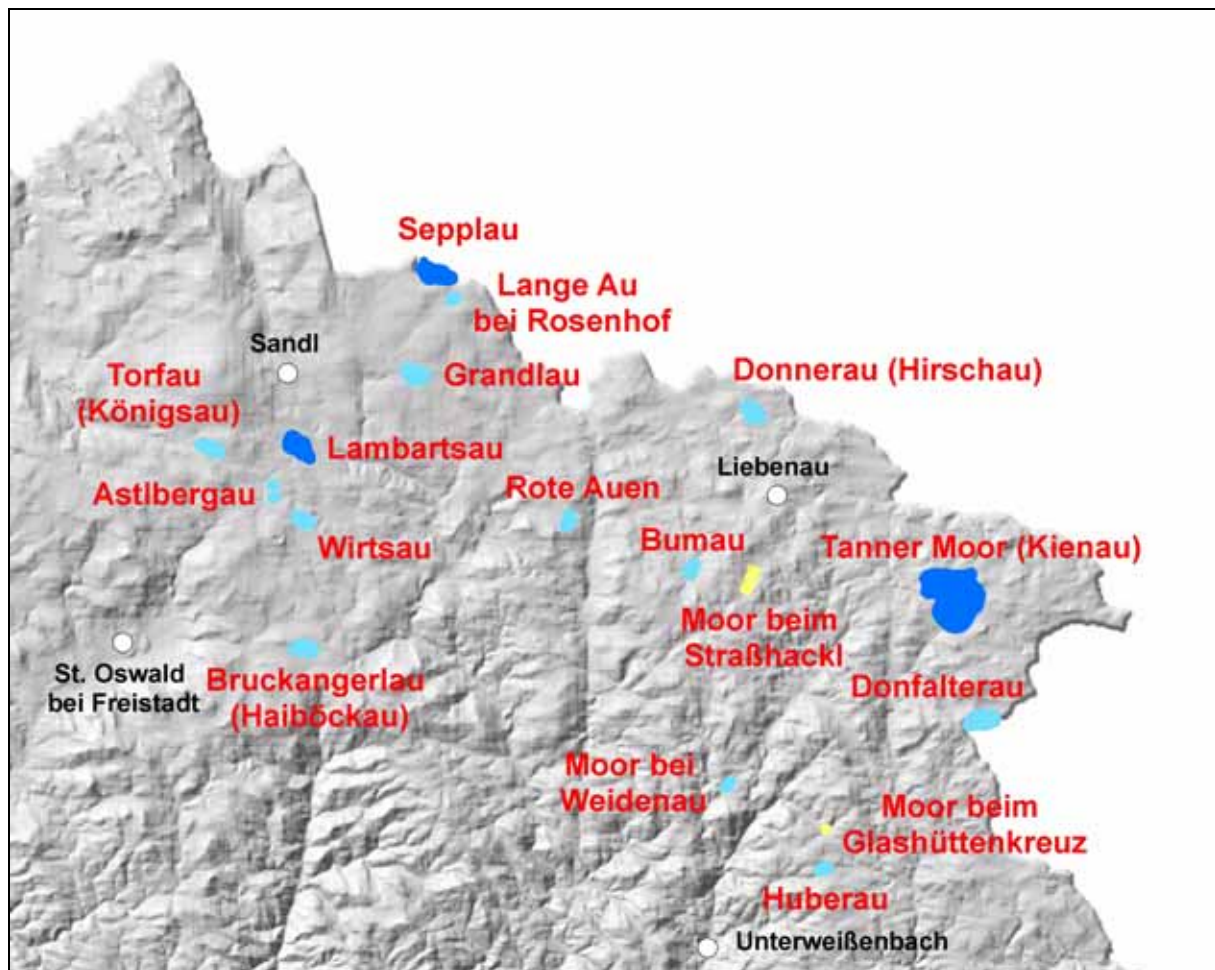 Sepplau
Lange Au
bei Rosenhof
Sandl
Grandlau
Donnerau (Hirschau)
Torfau
(Königsau)
Lambartsau
Liebenau
Astlbergau
Rote Auen
Wirtsau
Bumau
Tanner Moor (Kienau)
Moor beim
Straßhackl
St. Oswald
bei Freistadt
Bruckangerlau
(Haiböckau)
Donfalterau
Moor bei
Weidenau
Moor beim
Glashüttenkreuz
Huberau
Unterweißenbach